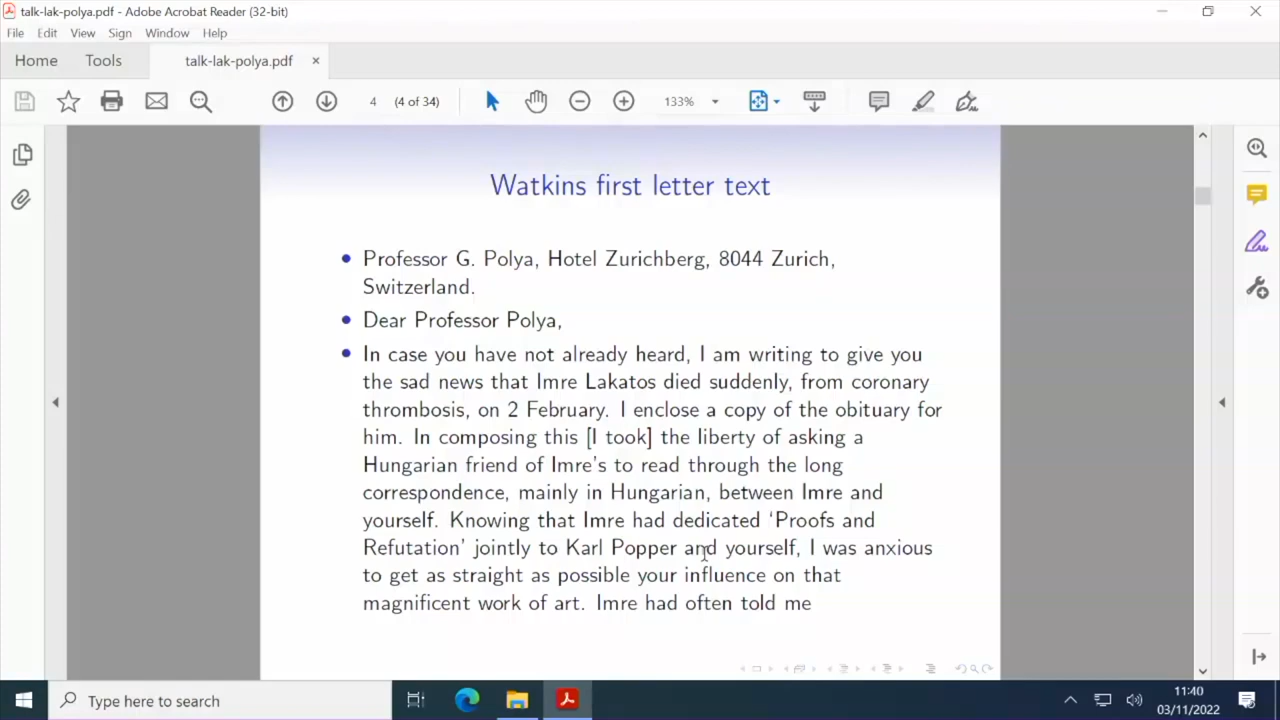 talk-lak-polya.pdf - Adobe Acrobat Reader (32-bit)
File Edit View Sign Window Help
Home Tools talk-lak-polya.pdf ×
4 (4 of 34) 133%
Watkins first letter text
• Professor G. Polya, Hotel Zurichberg, 8044 Zurich,
Switzerland.
• Dear Professor Polya,
• In case you have not already heard, I am writing to give you
the sad news that Imre Lakatos died suddenly, from coronary
thrombosis, on 2 February. I enclose a copy of the obituary for
him. In composing this [I took] the liberty of asking a
Hungarian friend of Imre's to read through the long
correspondence, mainly in Hungarian, between Imre and
yourself. Knowing that Imre had dedicated 'Proofs and
Refutation' jointly to Karl Popper and yourself, I was anxious
to get as straight as possible your influence on that
magnificent work of art. Imre had often told me
Type here to search
11:40
03/11/2022